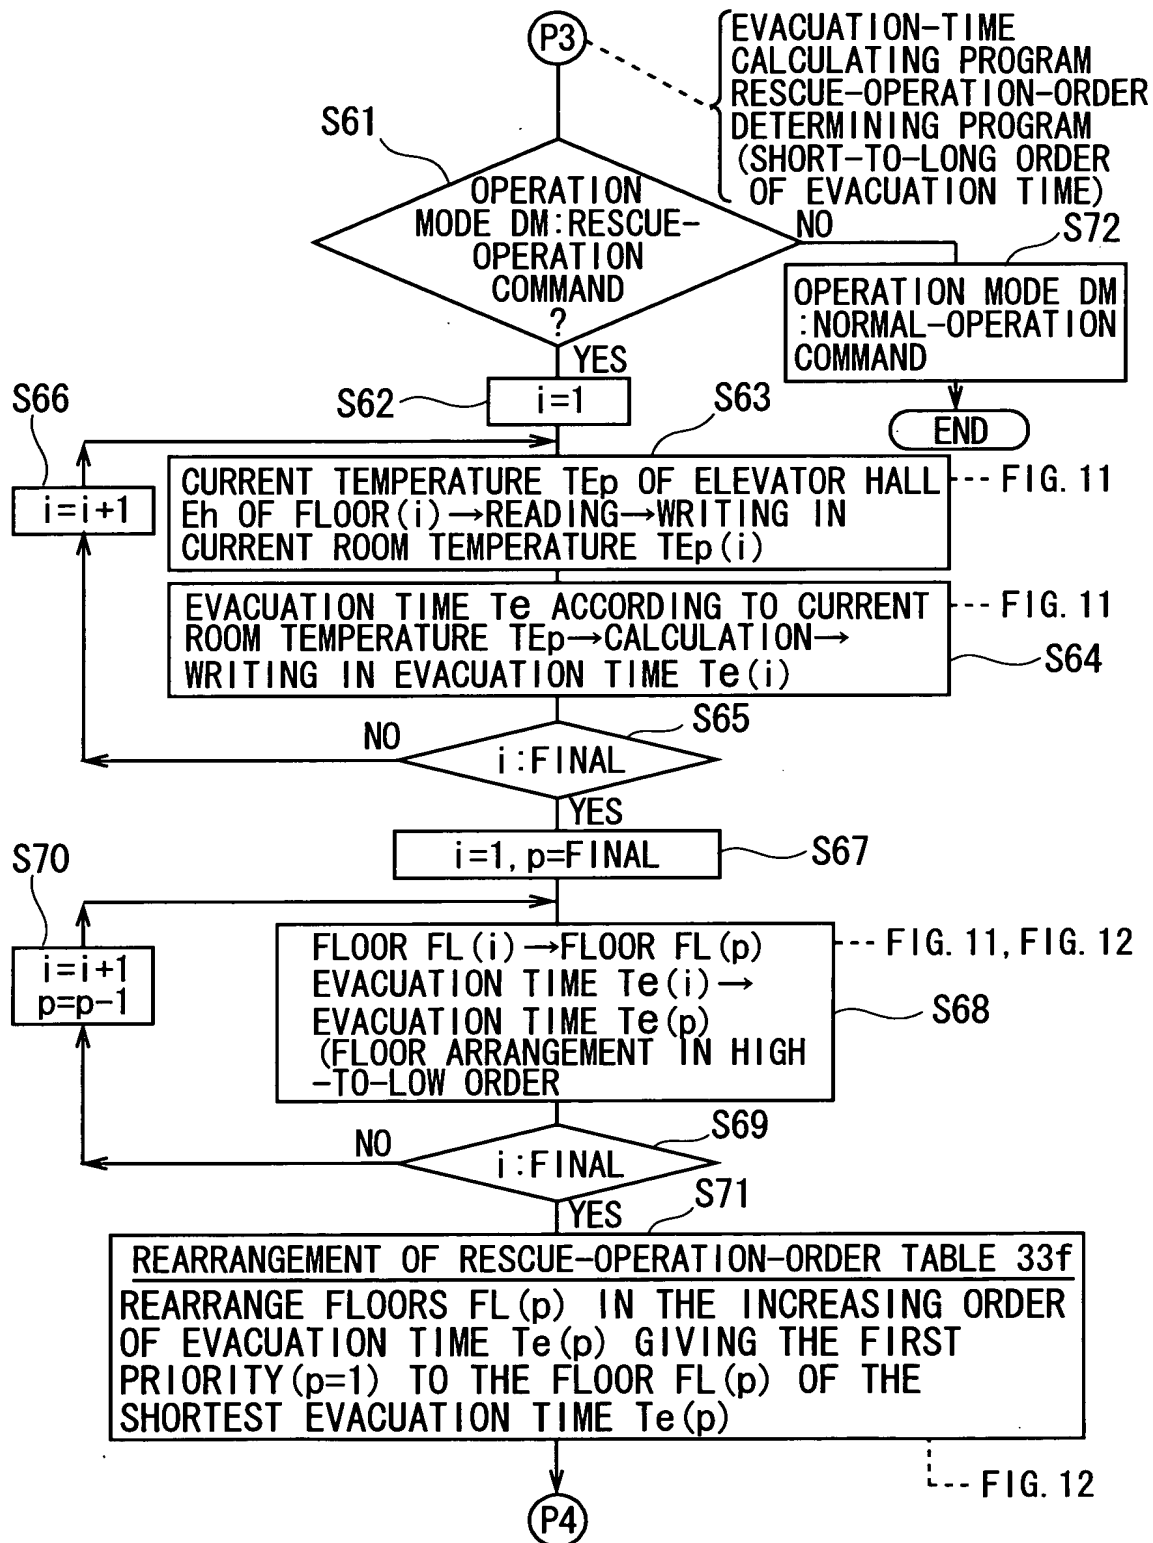 P3
EVACUATION-TIME
CALCULATING PROGRAM
RESCUE-OPERATION-ORDER
DETERMINING PROGRAM
(SHORT-TO-LONG ORDER
OF EVACUATION TIME)
S61
OPERATION
MODE DM:RESCUE-
OPERATION
COMMAND
?
NO
S72
OPERATION MODE DM
:NORMAL-OPERATION
COMMAND
END
YES
S62
i=1
S66
i=i+1
S63
CURRENT TEMPERATURE TEp OF ELEVATOR HALL
Eh OF FLOOR(i)→READING→WRITING IN
CURRENT ROOM TEMPERATURE TEp(i)
FIG. 11
EVACUATION TIME Te ACCORDING TO CURRENT
ROOM TEMPERATURE TEp→CALCULATION→
WRITING IN EVACUATION TIME Te(i)
FIG. 11
S64
S65
NO
i:FINAL
YES
i=1, p=FINAL
S67
S70
i=i+1
p=p-1
FLOOR FL(i)→FLOOR FL(p)
EVACUATION TIME Te(i)→
EVACUATION TIME Te(p)
(FLOOR ARRANGEMENT IN HIGH
-TO-LOW ORDER
FIG. 11, FIG. 12
S68
S69
NO
i:FINAL
YES
S71
REARRANGEMENT OF RESCUE-OPERATION-ORDER TABLE 33f
REARRANGE FLOORS FL(p) IN THE INCREASING ORDER
OF EVACUATION TIME Te(p) GIVING THE FIRST
PRIORITY(p=1) TO THE FLOOR FL(p) OF THE
SHORTEST EVACUATION TIME Te(p)
FIG. 12
P4